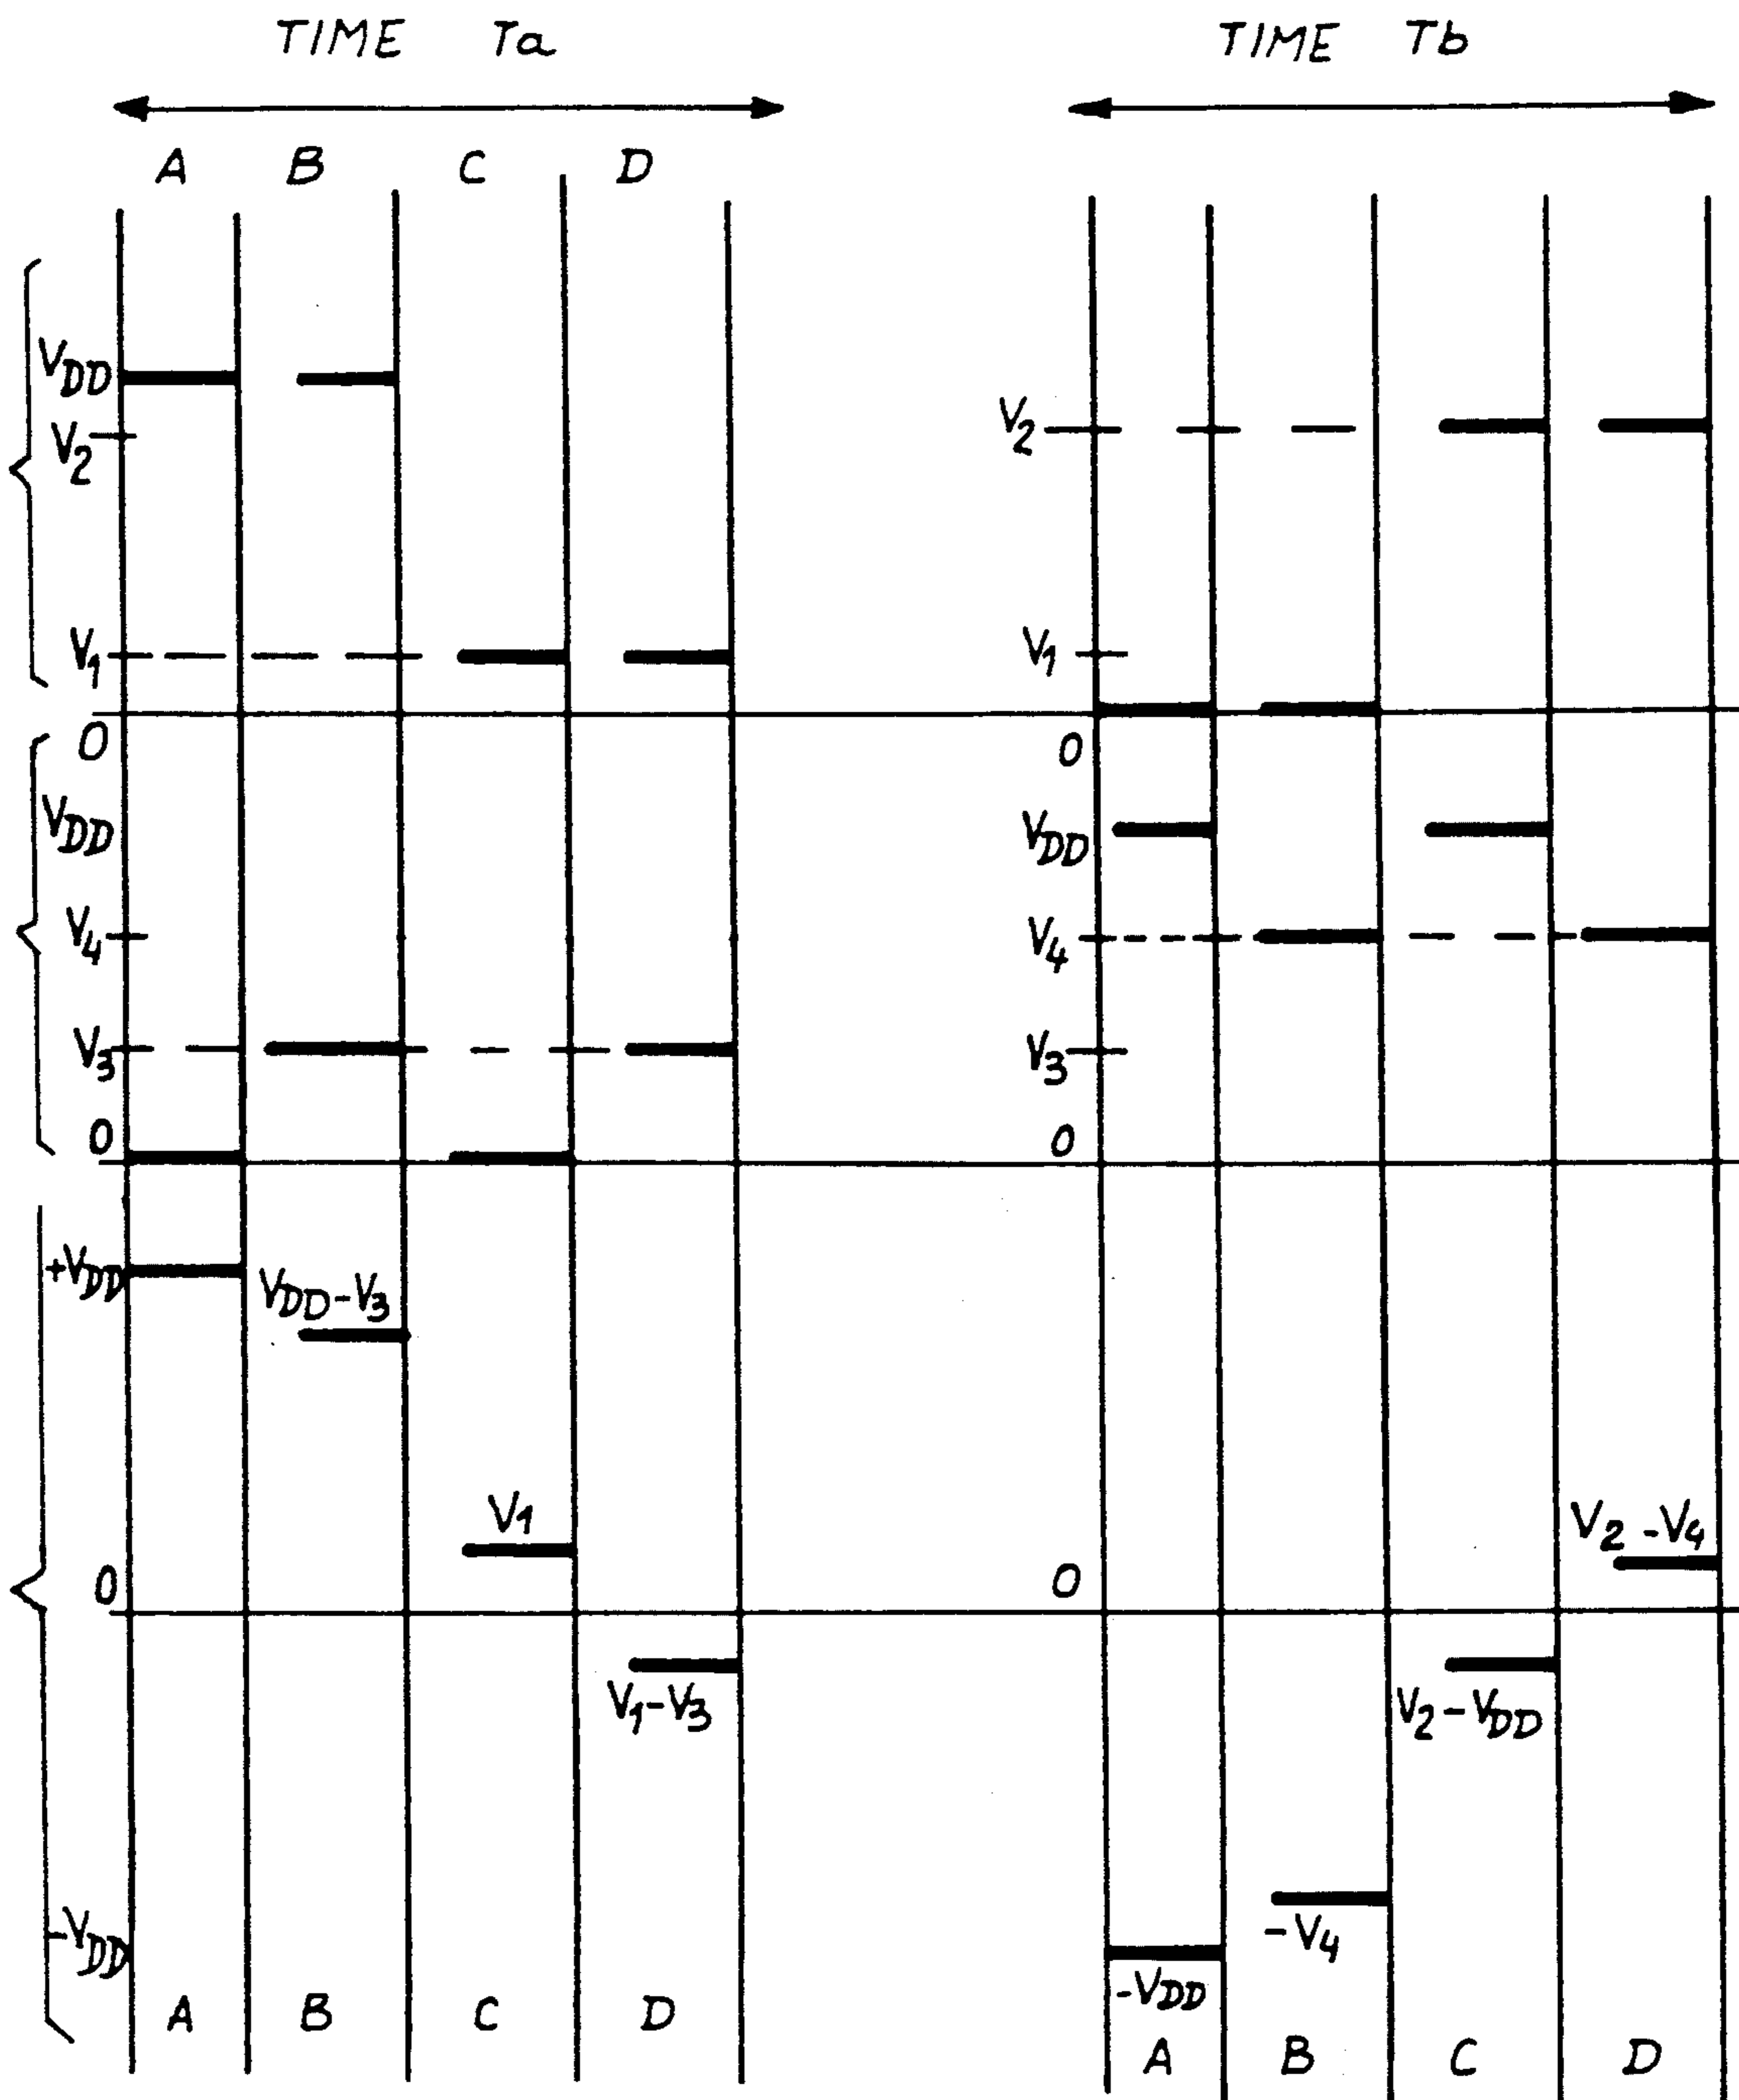 TIME Ta
TIME Tb
A B C D
VDD
V2
V2
V1
V1
0
0
VDD
VDD
V4
V4
V3
V3
0
0
+VDD
VDD-V3
V1
V2-V4
0
0
V1-V3
V2-VDD
-V4
-VDD
-VDD
A B C D
A B C D